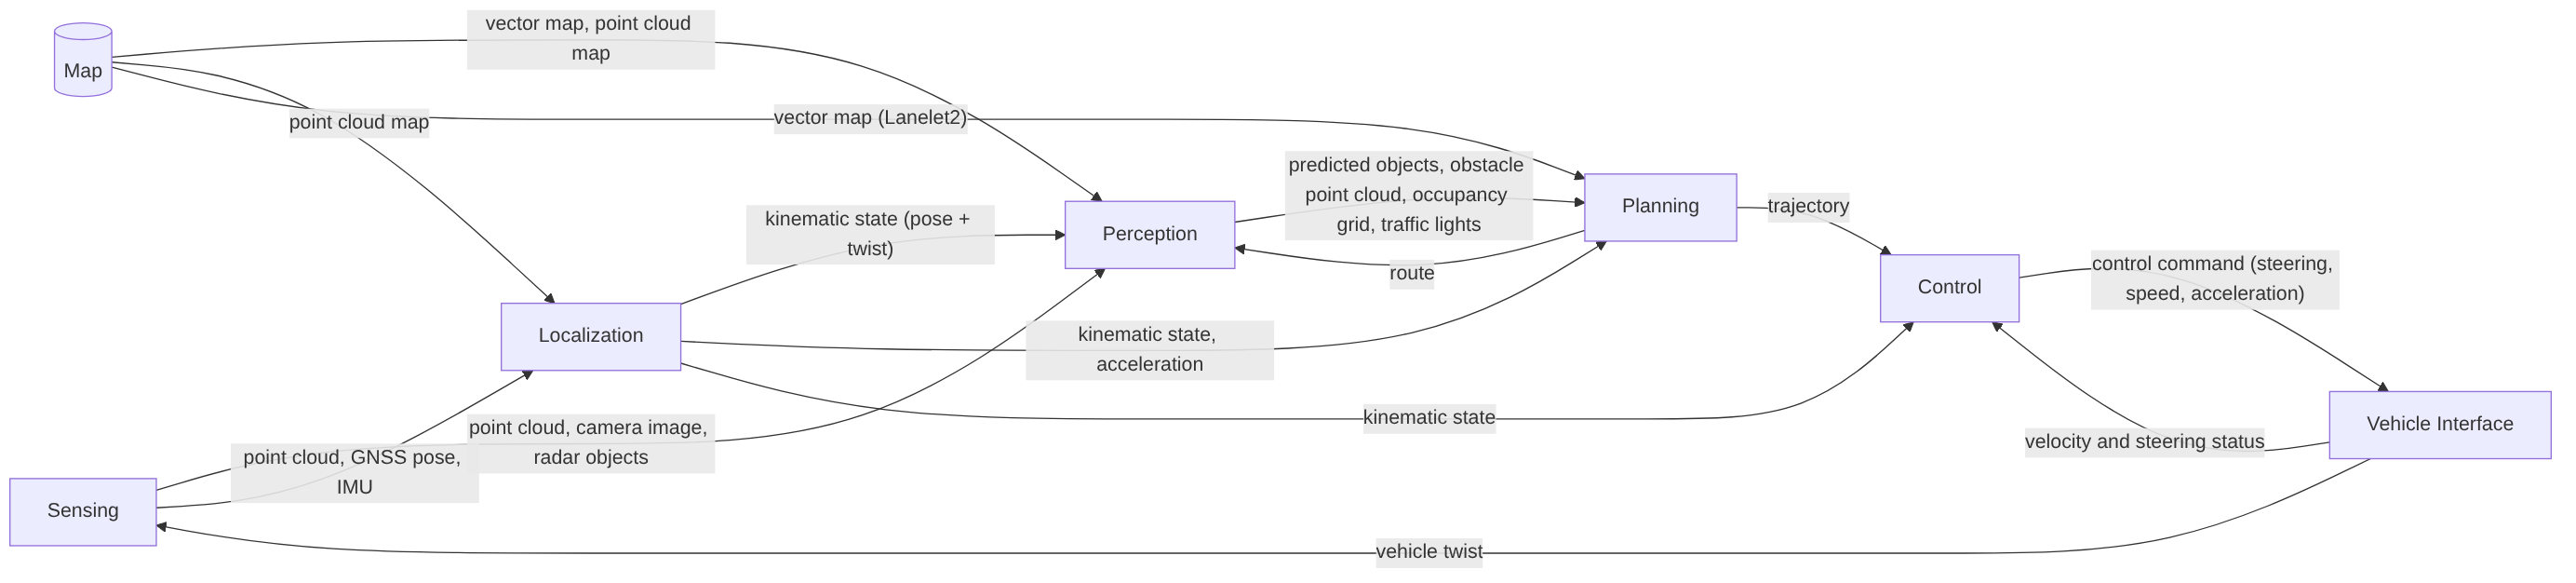 vector map, point cloud
map
Map
point cloud map
vector map (Lanelet2)
predicted objects, obstacle
point cloud, occupancy
grid, traffic lights
Planning
trajectory
kinematic state (pose +
twist)
Perception
route
control command (steering,
speed, acceleration)
Control
Localization
kinematic state,
acceleration
kinematic state
Vehicle Interface
velocity and steering status
point cloud, camera image,
radar objects
point cloud, GNSS pose,
IMU
Sensing
vehicle twist